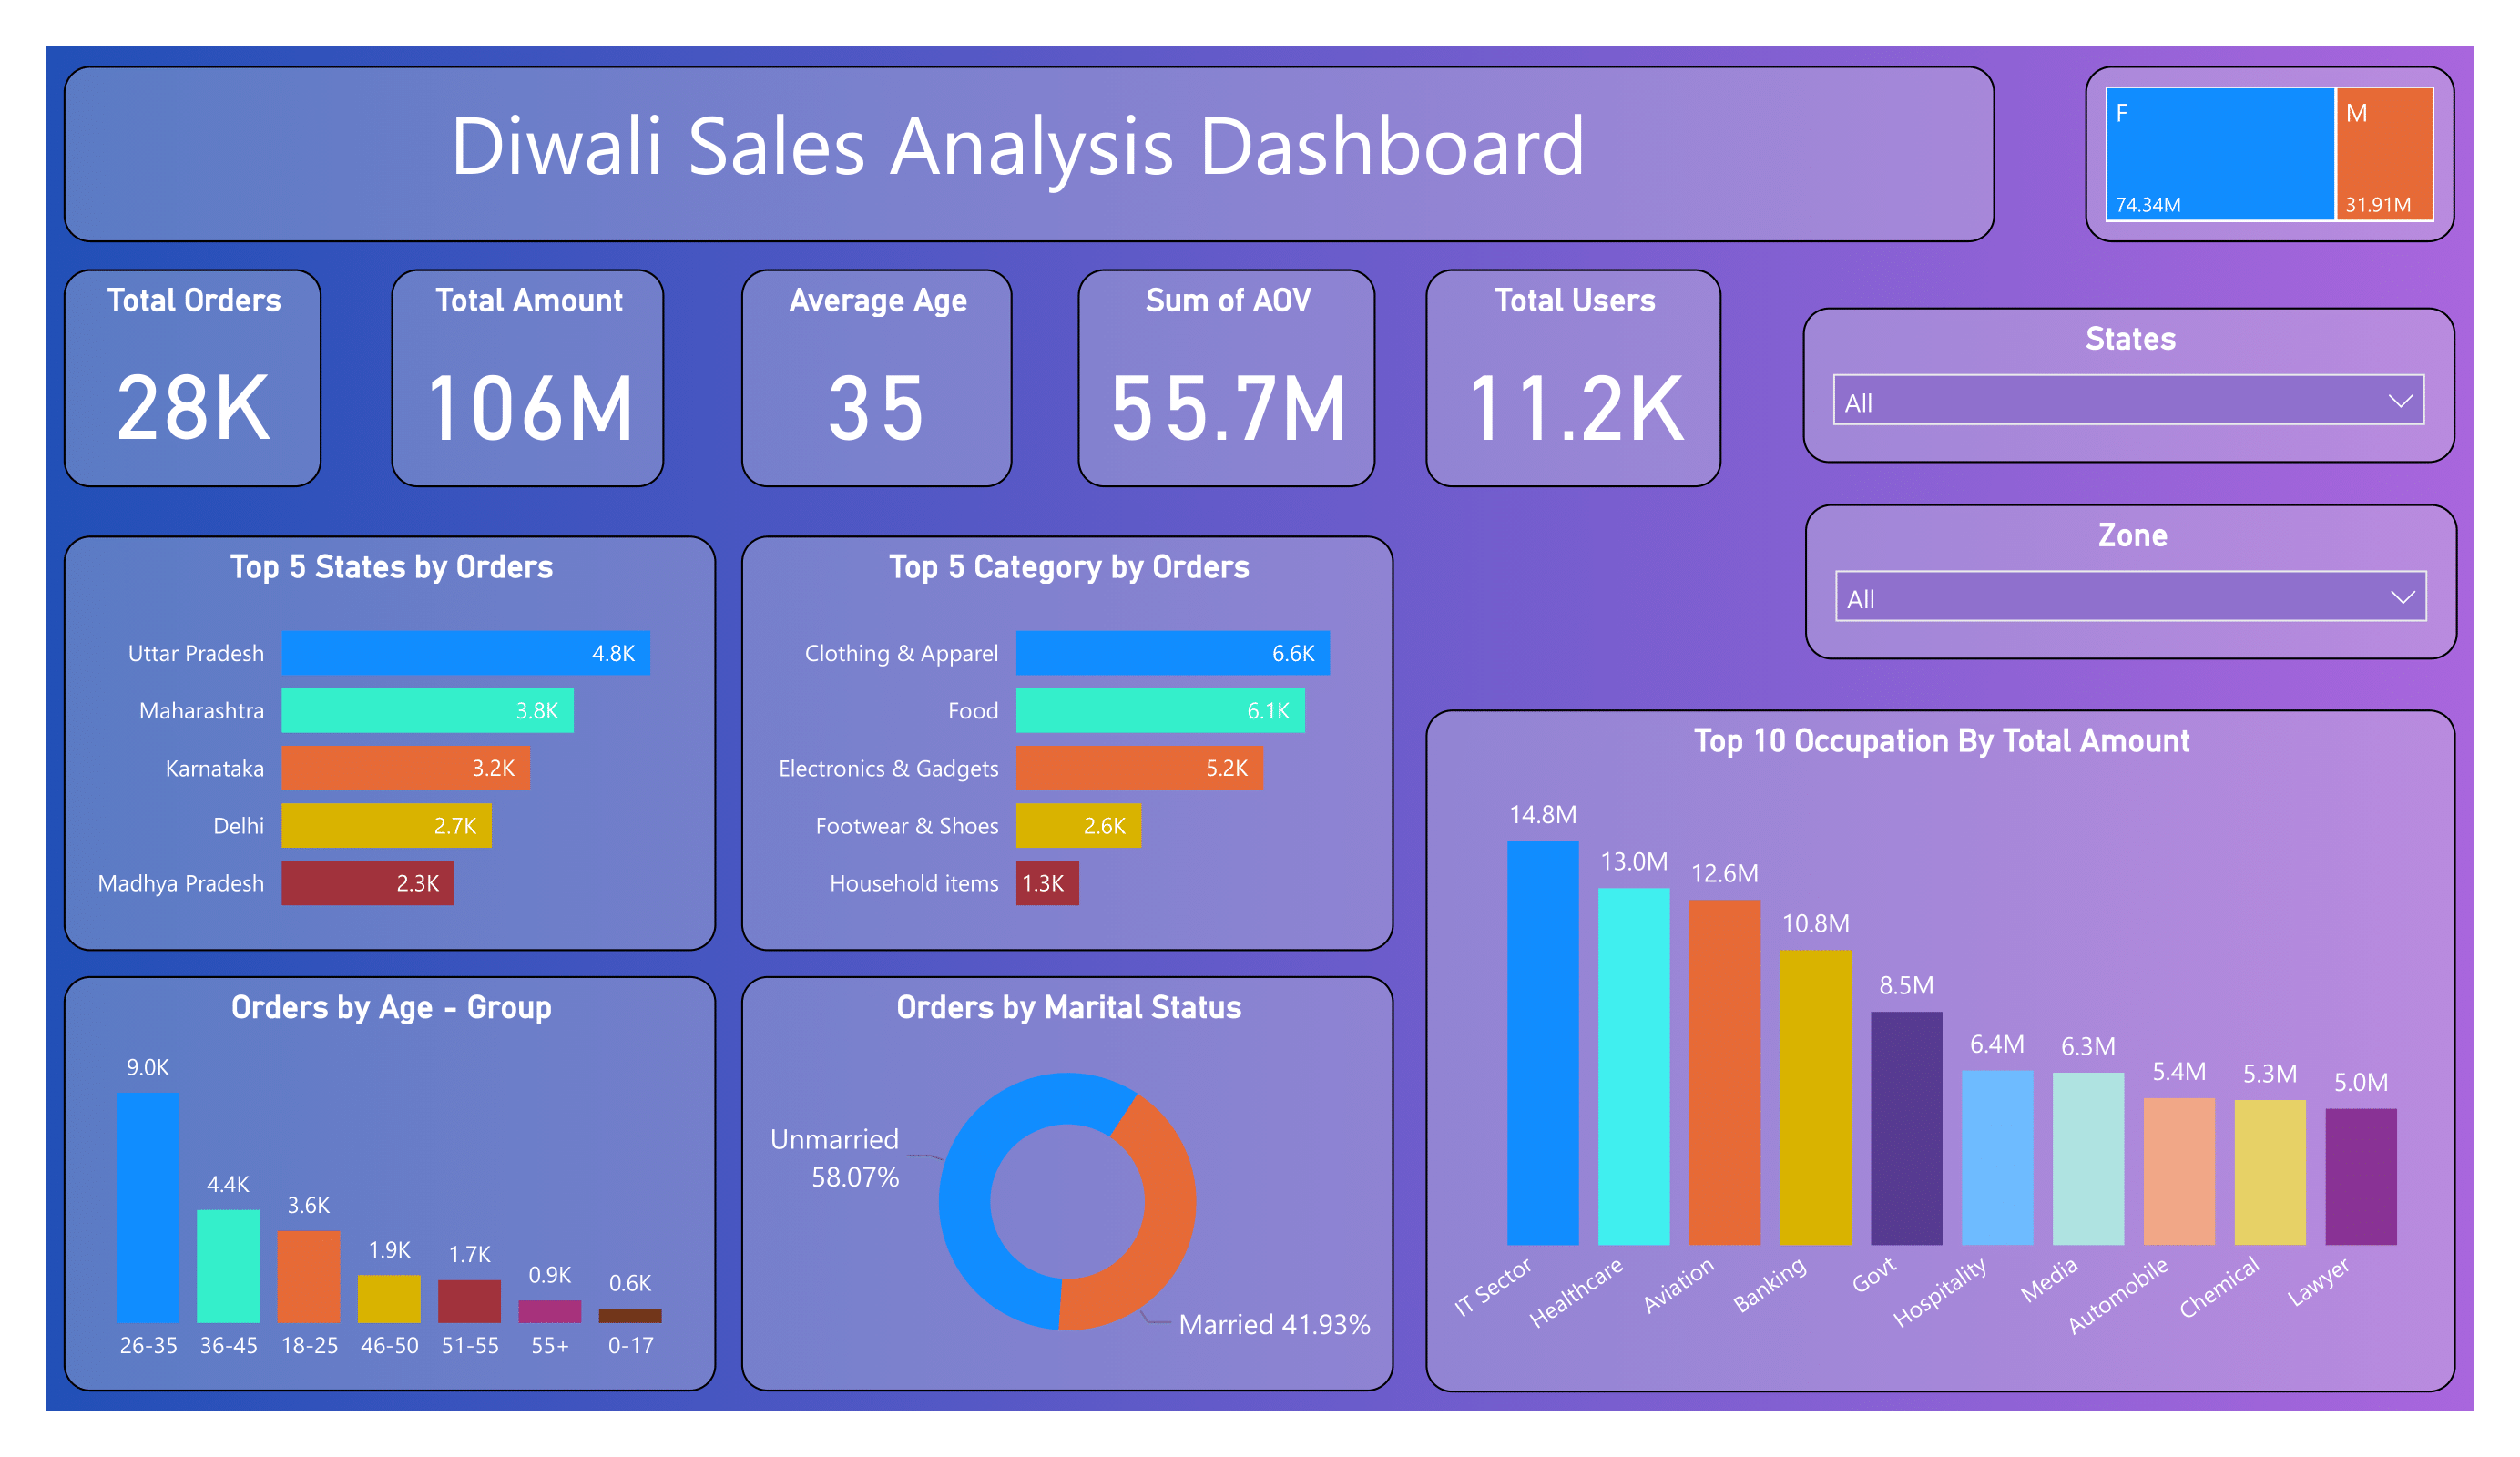 Diwali Sales Analysis Dashboard
F
M
74.34M
31.91M
Total Orders
28K
Total Amount
106M
Average Age
35
Sum of AOV
55.7M
Total Users
11.2K
States
All
Zone
All
Top 5 States by Orders
Uttar Pradesh 4.8K
Maharashtra 3.8K
Karnataka 3.2K
Delhi 2.7K
Madhya Pradesh 2.3K
Top 5 Category by Orders
Clothing & Apparel 6.6K
Food 6.1K
Electronics & Gadgets 5.2K
Footwear & Shoes 2.6K
Household items 1.3K
Orders by Age - Group
9.0K
4.4K
3.6K
1.9K
1.7K
0.9K
0.6K
26-35 36-45 18-25 46-50 51-55 55+ 0-17
Orders by Marital Status
Unmarried
58.07%
Married 41.93%
Top 10 Occupation By Total Amount
14.8M
13.0M
12.6M
10.8M
8.5M
6.4M
6.3M
5.4M
5.3M
5.0M
IT Sector
Healthcare
Aviation
Banking
Govt
Hospitality
Media
Automobile
Chemical
Lawyer